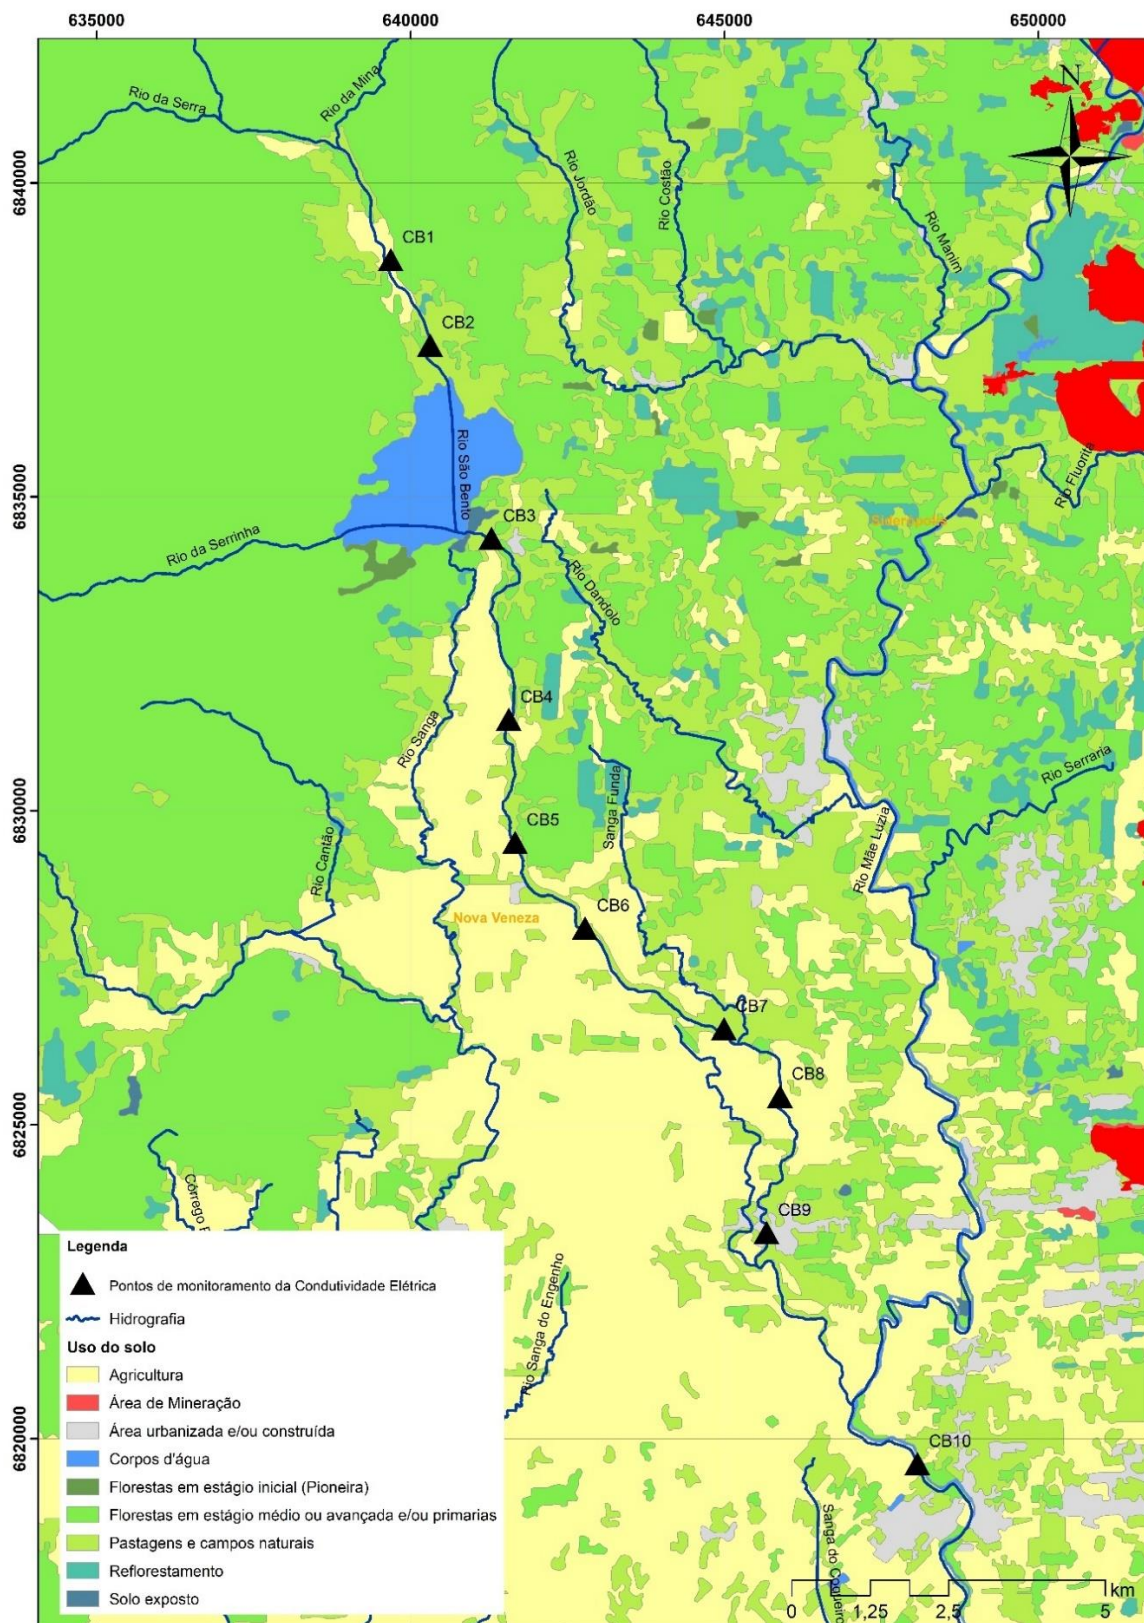 635000
640000
645000
650000
N
6840000
6835000
6830000
6825000
6820000
Rio da Serra
Rio da Mina
Rio Jordão
Rio Costão
Rio Manim
CB1
CB2
Rio São Bento
Rio Fluorita
CB3
Rio da Serrinha
Rio Dandolo
CB4
Rio Sanga
Rio Serraria
Sanga Funda
CB5
Rio Mãe Luzia
Rio Cantão
CB6
Nova Veneza
CB7
CB8
Córrego
CB9
Rio Sanga do Engenho
CB10
Sanga do Coqueiro
Legenda
Pontos de monitoramento da Condutividade Elétrica
Hidrografia
Uso do solo
Agricultura
Área de Mineração
Área urbanizada e/ou construída
Corpos d'água
Florestas em estágio inicial (Pioneira)
Florestas em estágio médio ou avançada e/ou primarias
Pastagens e campos naturais
Reflorestamento
Solo exposto
km
0 1,25 2,5 5